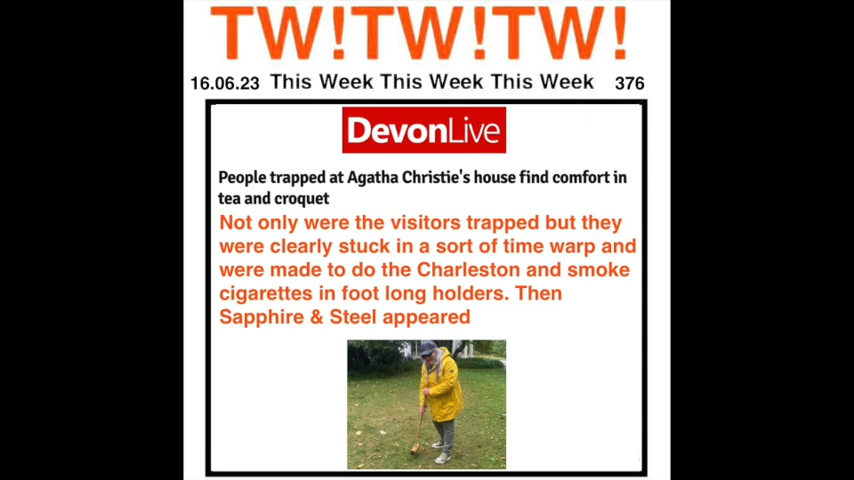 TW!TW!TW!
16.06.23 This Week This Week This Week 376
DevonLive
People trapped at Agatha Christie's house find comfort in
tea and croquet
Not only were the visitors trapped but they
were clearly stuck in a sort of time warp and
were made to do the Charleston and smoke
cigarettes in foot long holders. Then
Sapphire & Steel appeared